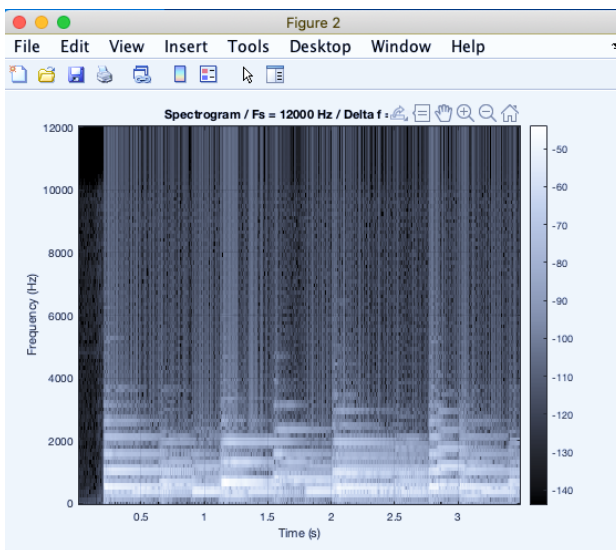 Figure 2
File Edit View Insert Tools Desktop Window Help
Spectrogram / Fs = 12000 Hz / Delta f :
12000
10000
8000
6000
4000
2000
0
Frequency (Hz)
0.5 1 1.5 2 2.5 3
Time (s)
-50
-60
-70
-80
-90
-100
-110
-120
-130
-140